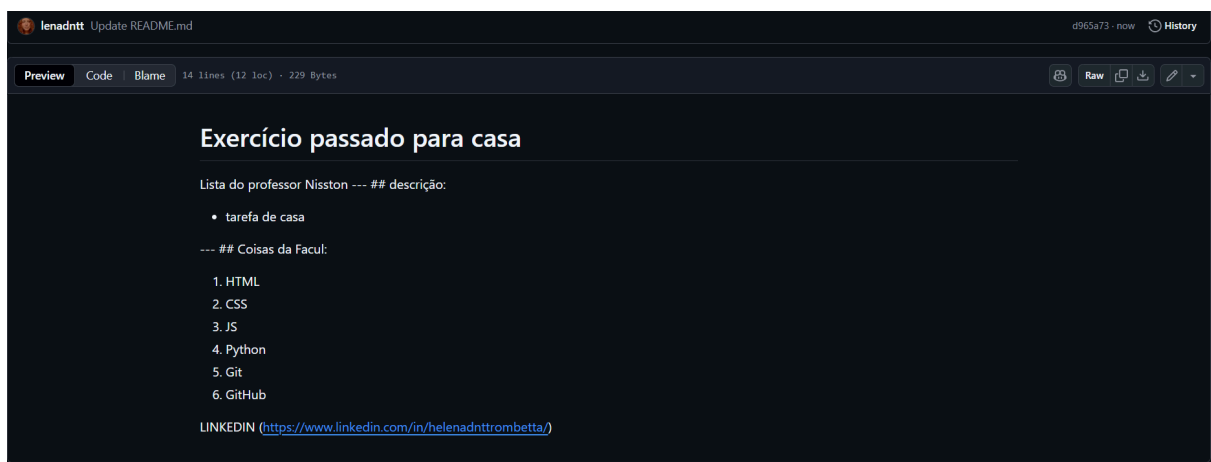 lenadntt Update README.md d965a73 · now History
Preview Code Blame 14 lines (12 loc) · 229 Bytes Raw
Exercício passado para casa
Lista do professor Nisston --- ## descrição:
• tarefa de casa
--- ## Coisas da Facul:
1. HTML
2. CSS
3. JS
4. Python
5. Git
6. GitHub
LINKEDIN (https://www.linkedin.com/in/helenadnttrombetta/)